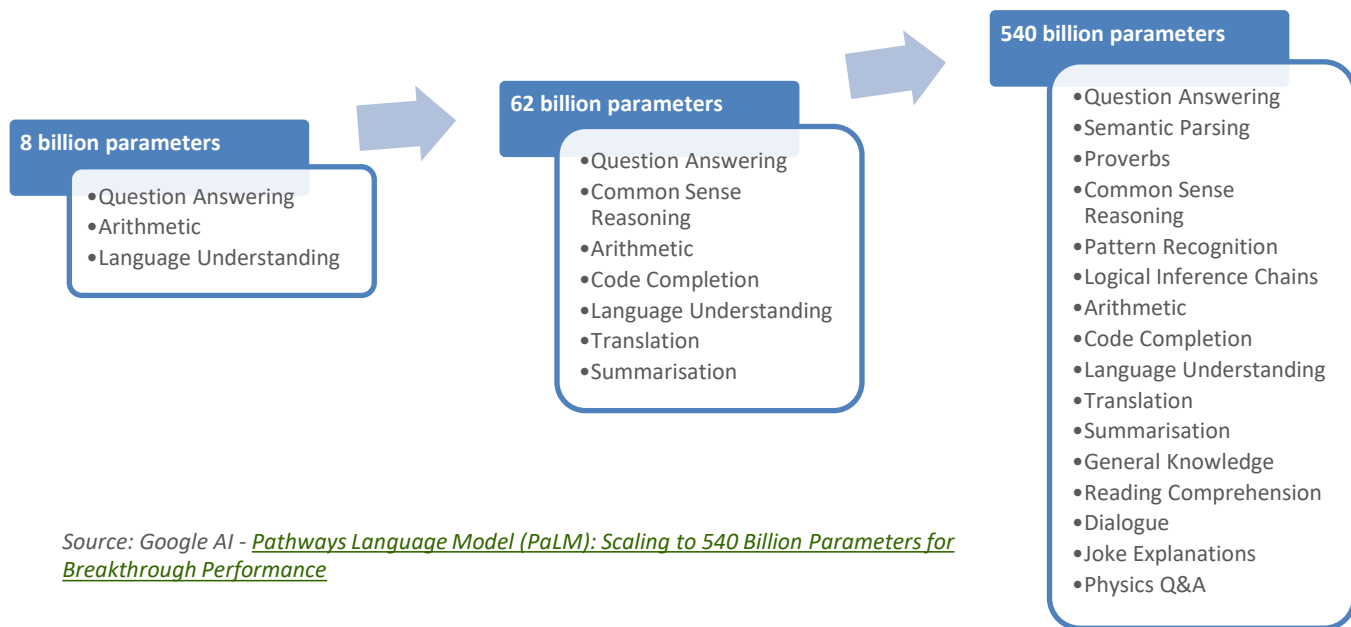 8 billion parameters
•Question Answering
•Arithmetic
•Language Understanding
62 billion parameters
•Question Answering
•Common Sense
Reasoning
•Arithmetic
•Code Completion
•Language Understanding
•Translation
•Summarisation
540 billion parameters
•Question Answering
•Semantic Parsing
•Proverbs
•Common Sense
Reasoning
•Pattern Recognition
•Logical Inference Chains
•Arithmetic
•Code Completion
•Language Understanding
•Translation
•Summarisation
•General Knowledge
•Reading Comprehension
•Dialogue
•Joke Explanations
•Physics Q&A
Source: Google AI - Pathways Language Model (PaLM): Scaling to 540 Billion Parameters for
Breakthrough Performance